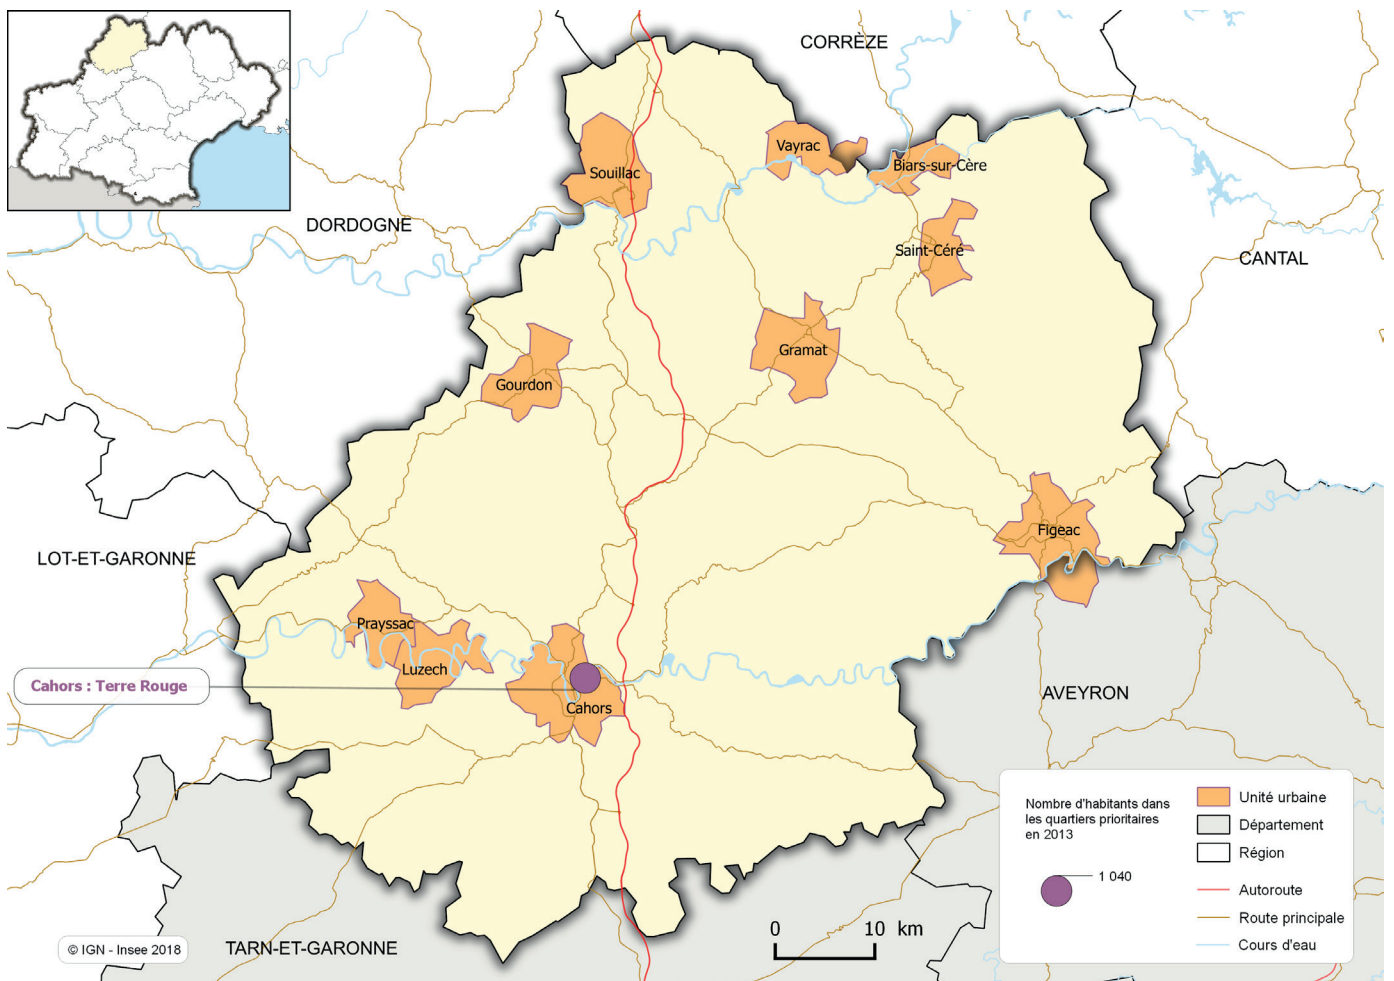 CORRÈZE
Vayrac
Biars-sur-Cère
Souillac
DORDOGNE
Saint-Céré
CANTAL
Gramat
Gourdon
Figeac
LOT-ET-GARONNE
Prayssac
Luzech
Cahors : Terre Rouge
Cahors
AVEYRON
Nombre d'habitants dans
les quartiers prioritaires
en 2013
1 040
Unité urbaine
Département
Région
Autoroute
Route principale
Cours d'eau
0 10 km
© IGN - Insee 2018
TARN-ET-GARONNE